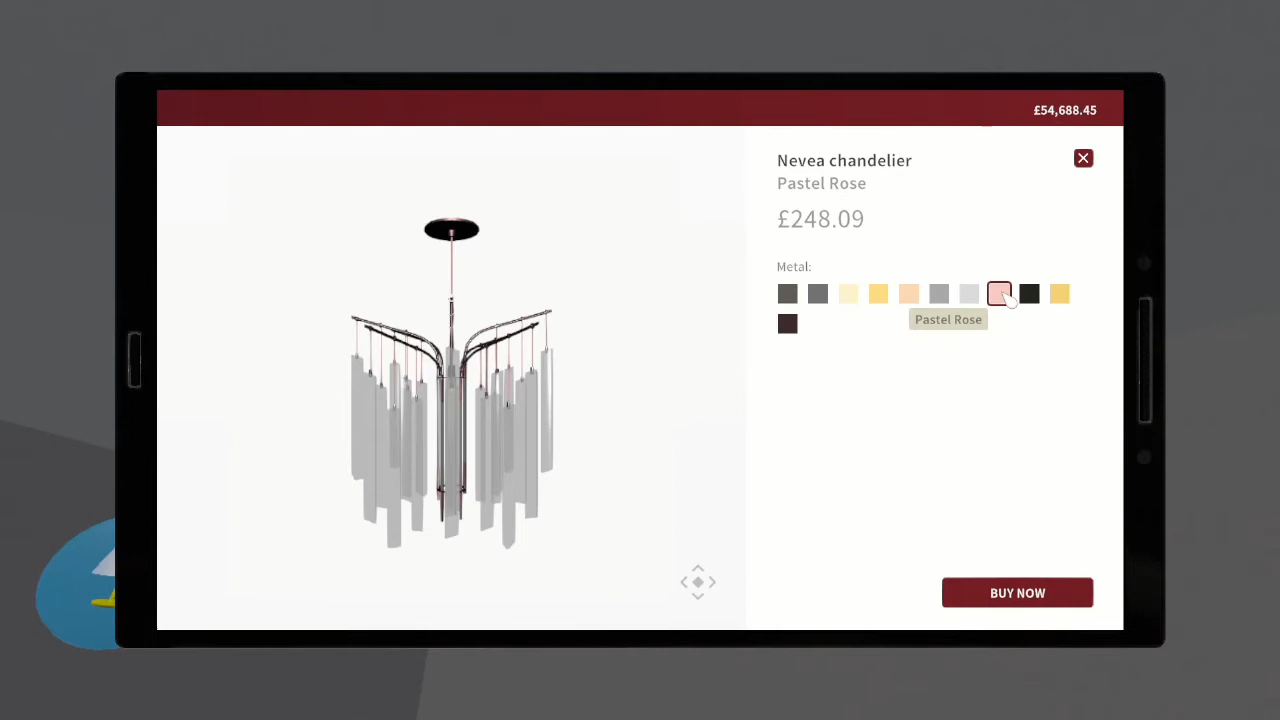 £54,688.45
Nevea chandelier
Pastel Rose
£248.09
Metal:
Pastel Rose
BUY NOW